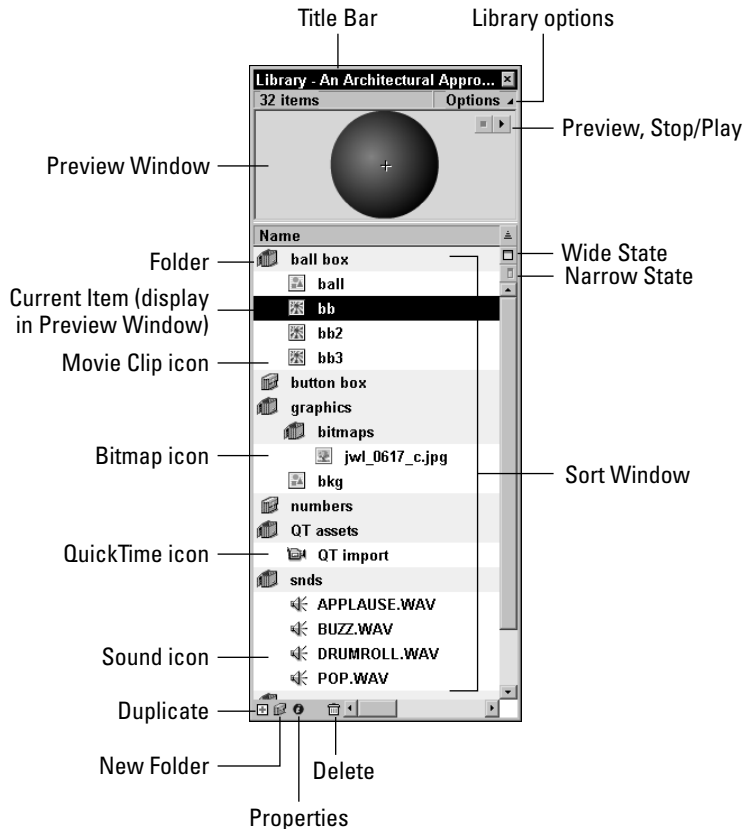 Title Bar
Library options
Library - An Architectural Appro...
32 items
Options
Preview, Stop/Play
Preview Window
Name
Wide State
Folder
ball box
Narrow State
ball
Current Item (display
in Preview Window)
bb
bb2
Movie Clip icon
bb3
button box
graphics
bitmaps
Bitmap icon
jwl_0617_c.jpg
Sort Window
bkg
numbers
QT assets
QuickTime icon
QT import
snds
APPLAUSE.WAV
BUZZ.WAV
Sound icon
DRUMROLL.WAV
POP.WAV
Duplicate
New Folder
Delete
Properties